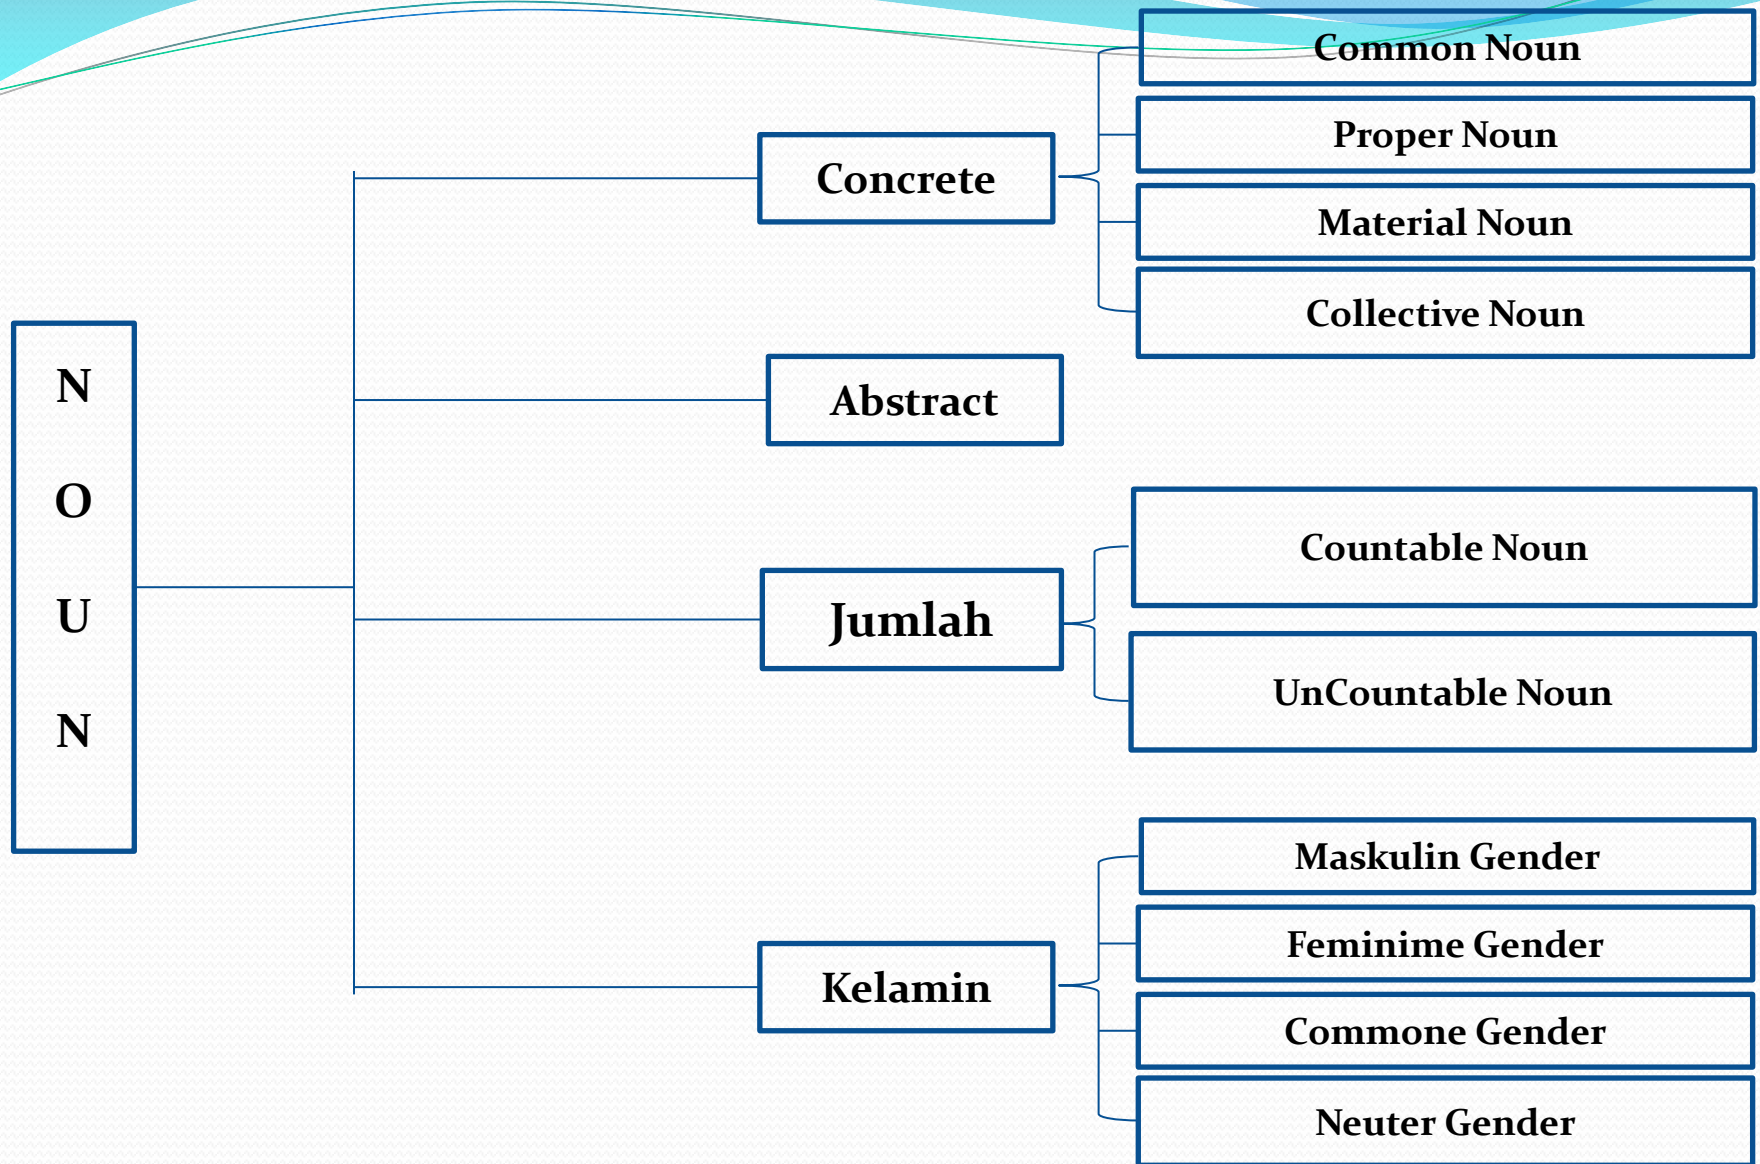 NOUN
Concrete
Common Noun
Proper Noun
Material Noun
Collective Noun
Abstract
Jumlah
Countable Noun
UnCountable Noun
Kelamin
Maskulin Gender
Feminime Gender
Commone Gender
Neuter Gender